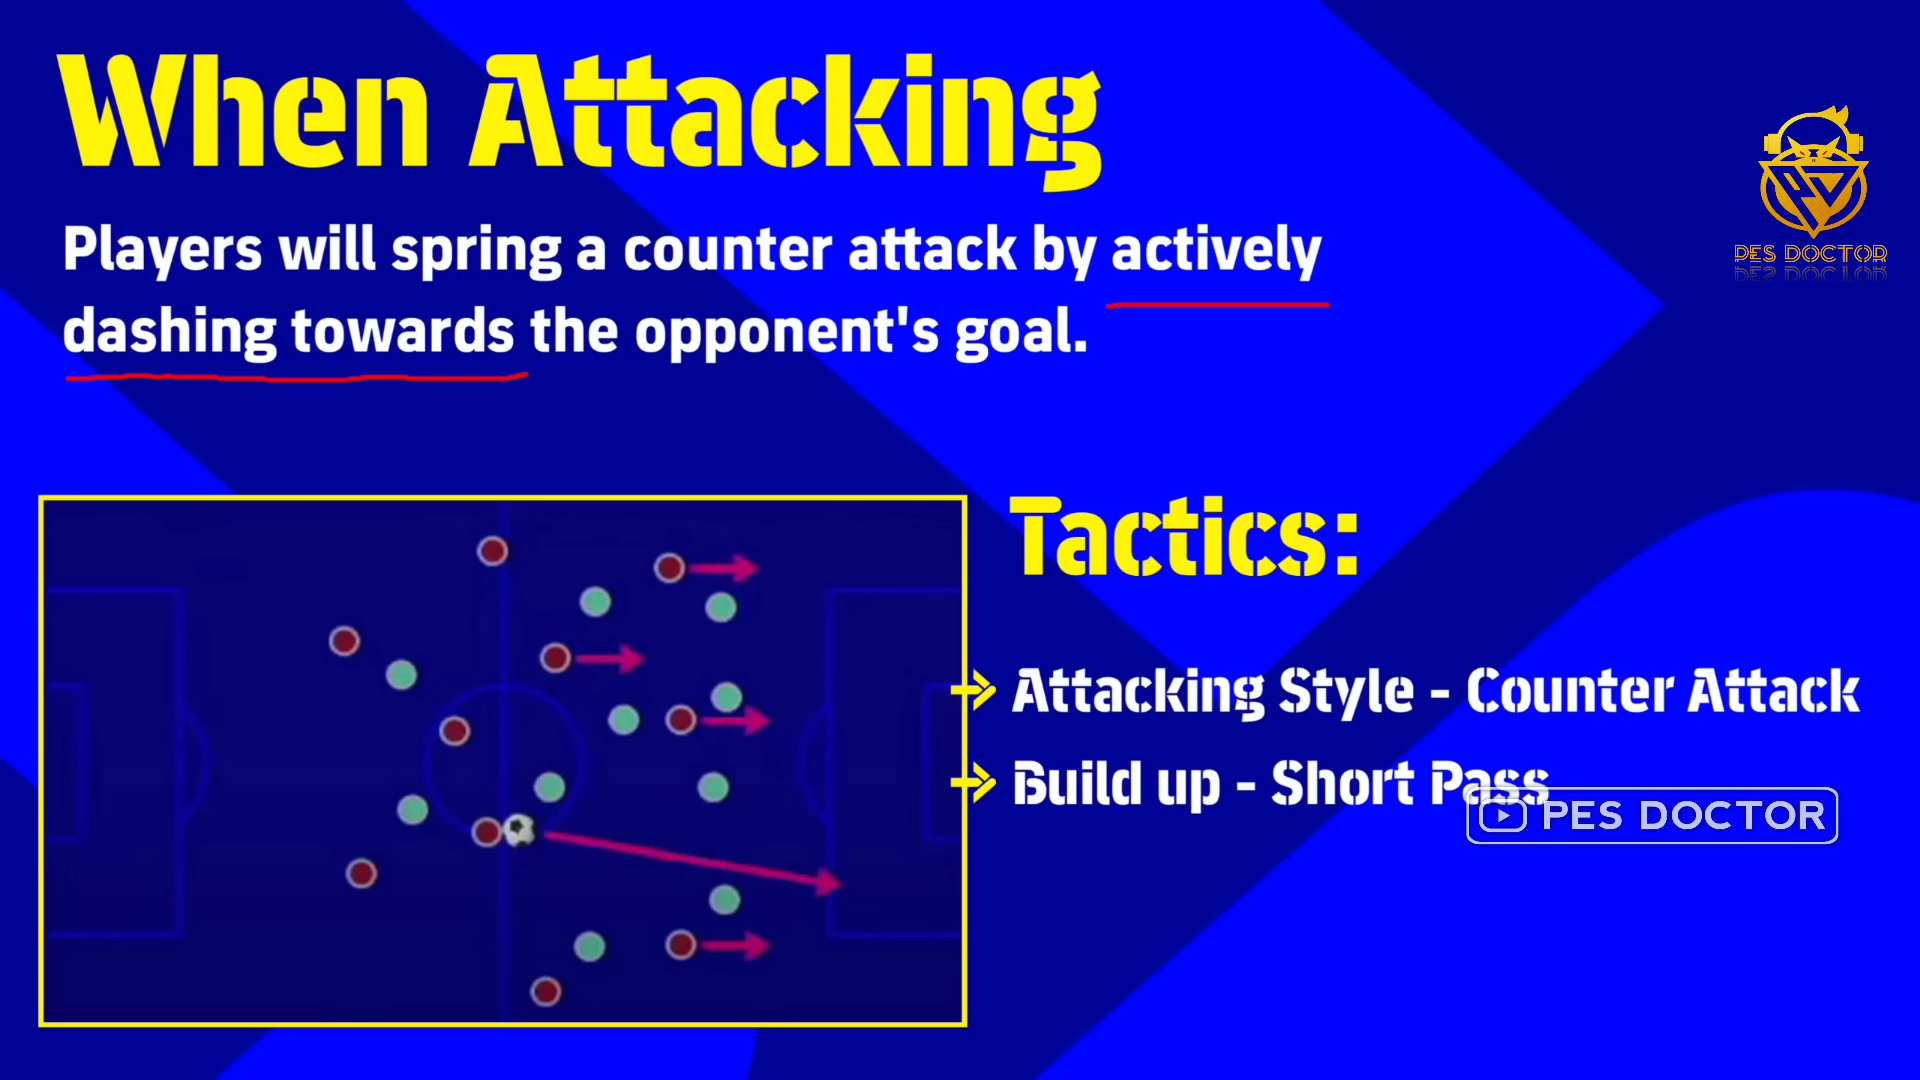 When Attacking
Players will spring a counter attack by actively
dashing towards the opponent's goal.
PES DOCTOR
Tactics:
Attacking Style - Counter Attack
Build up - Short Pass
PES DOCTOR